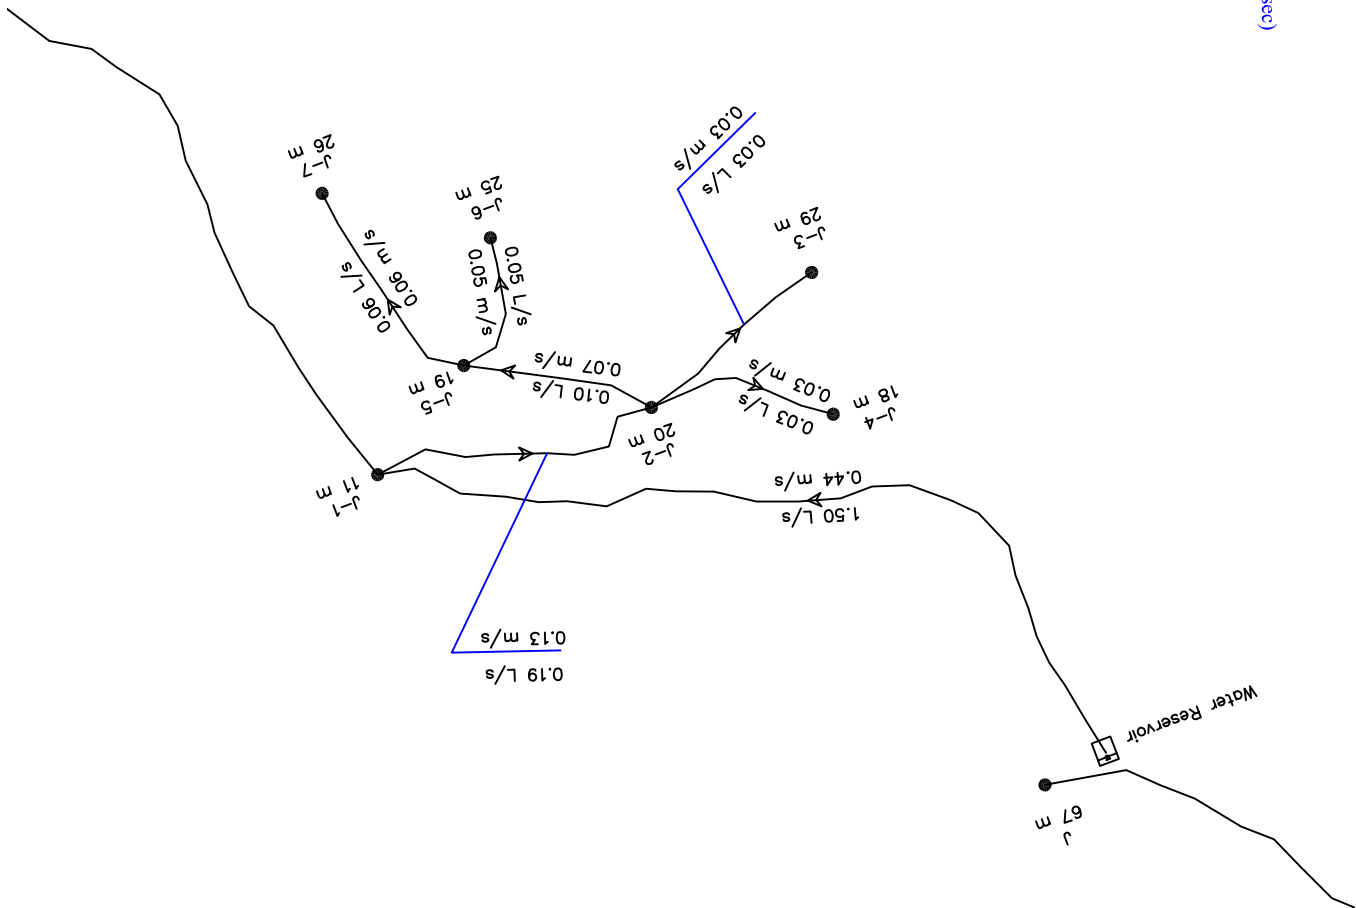 sec)
0.03 m/s
0.03 L/s
J-7
26 m
J-6
25 m
J-3
29 m
0.06 m/s
0.06 L/s
0.05 L/s
0.05 m/s
0.07 m/s
0.10 L/s
J-5
19 m
0.03 m/s
0.03 L/s
J-4
18 m
J-2
20 m
J-1
11 m
0.44 m/s
1.50 L/s
0.13 m/s
0.19 L/s
Water Reservoir
J
67 m